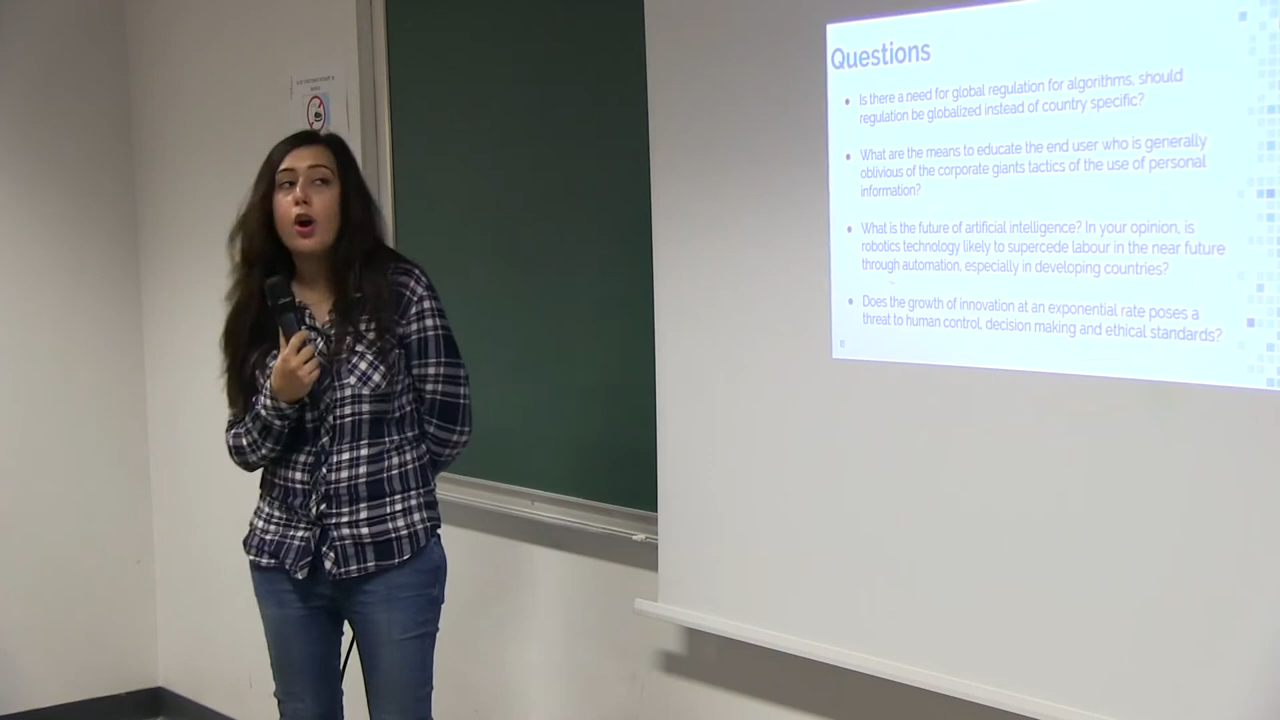 Questions
• Is there a need for global regulation for algorithms, should
regulation be globalized instead of country specific?
• What are the means to educate the end user who is generally
oblivious of the corporate giants tactics of the use of personal
information?
• What is the future of artificial intelligence? In your opinion, is
robotics technology likely to supercede labour in the near future
through automation, especially in developing countries?
• Does the growth of innovation at an exponential rate poses a
threat to human control, decision making and ethical standards?